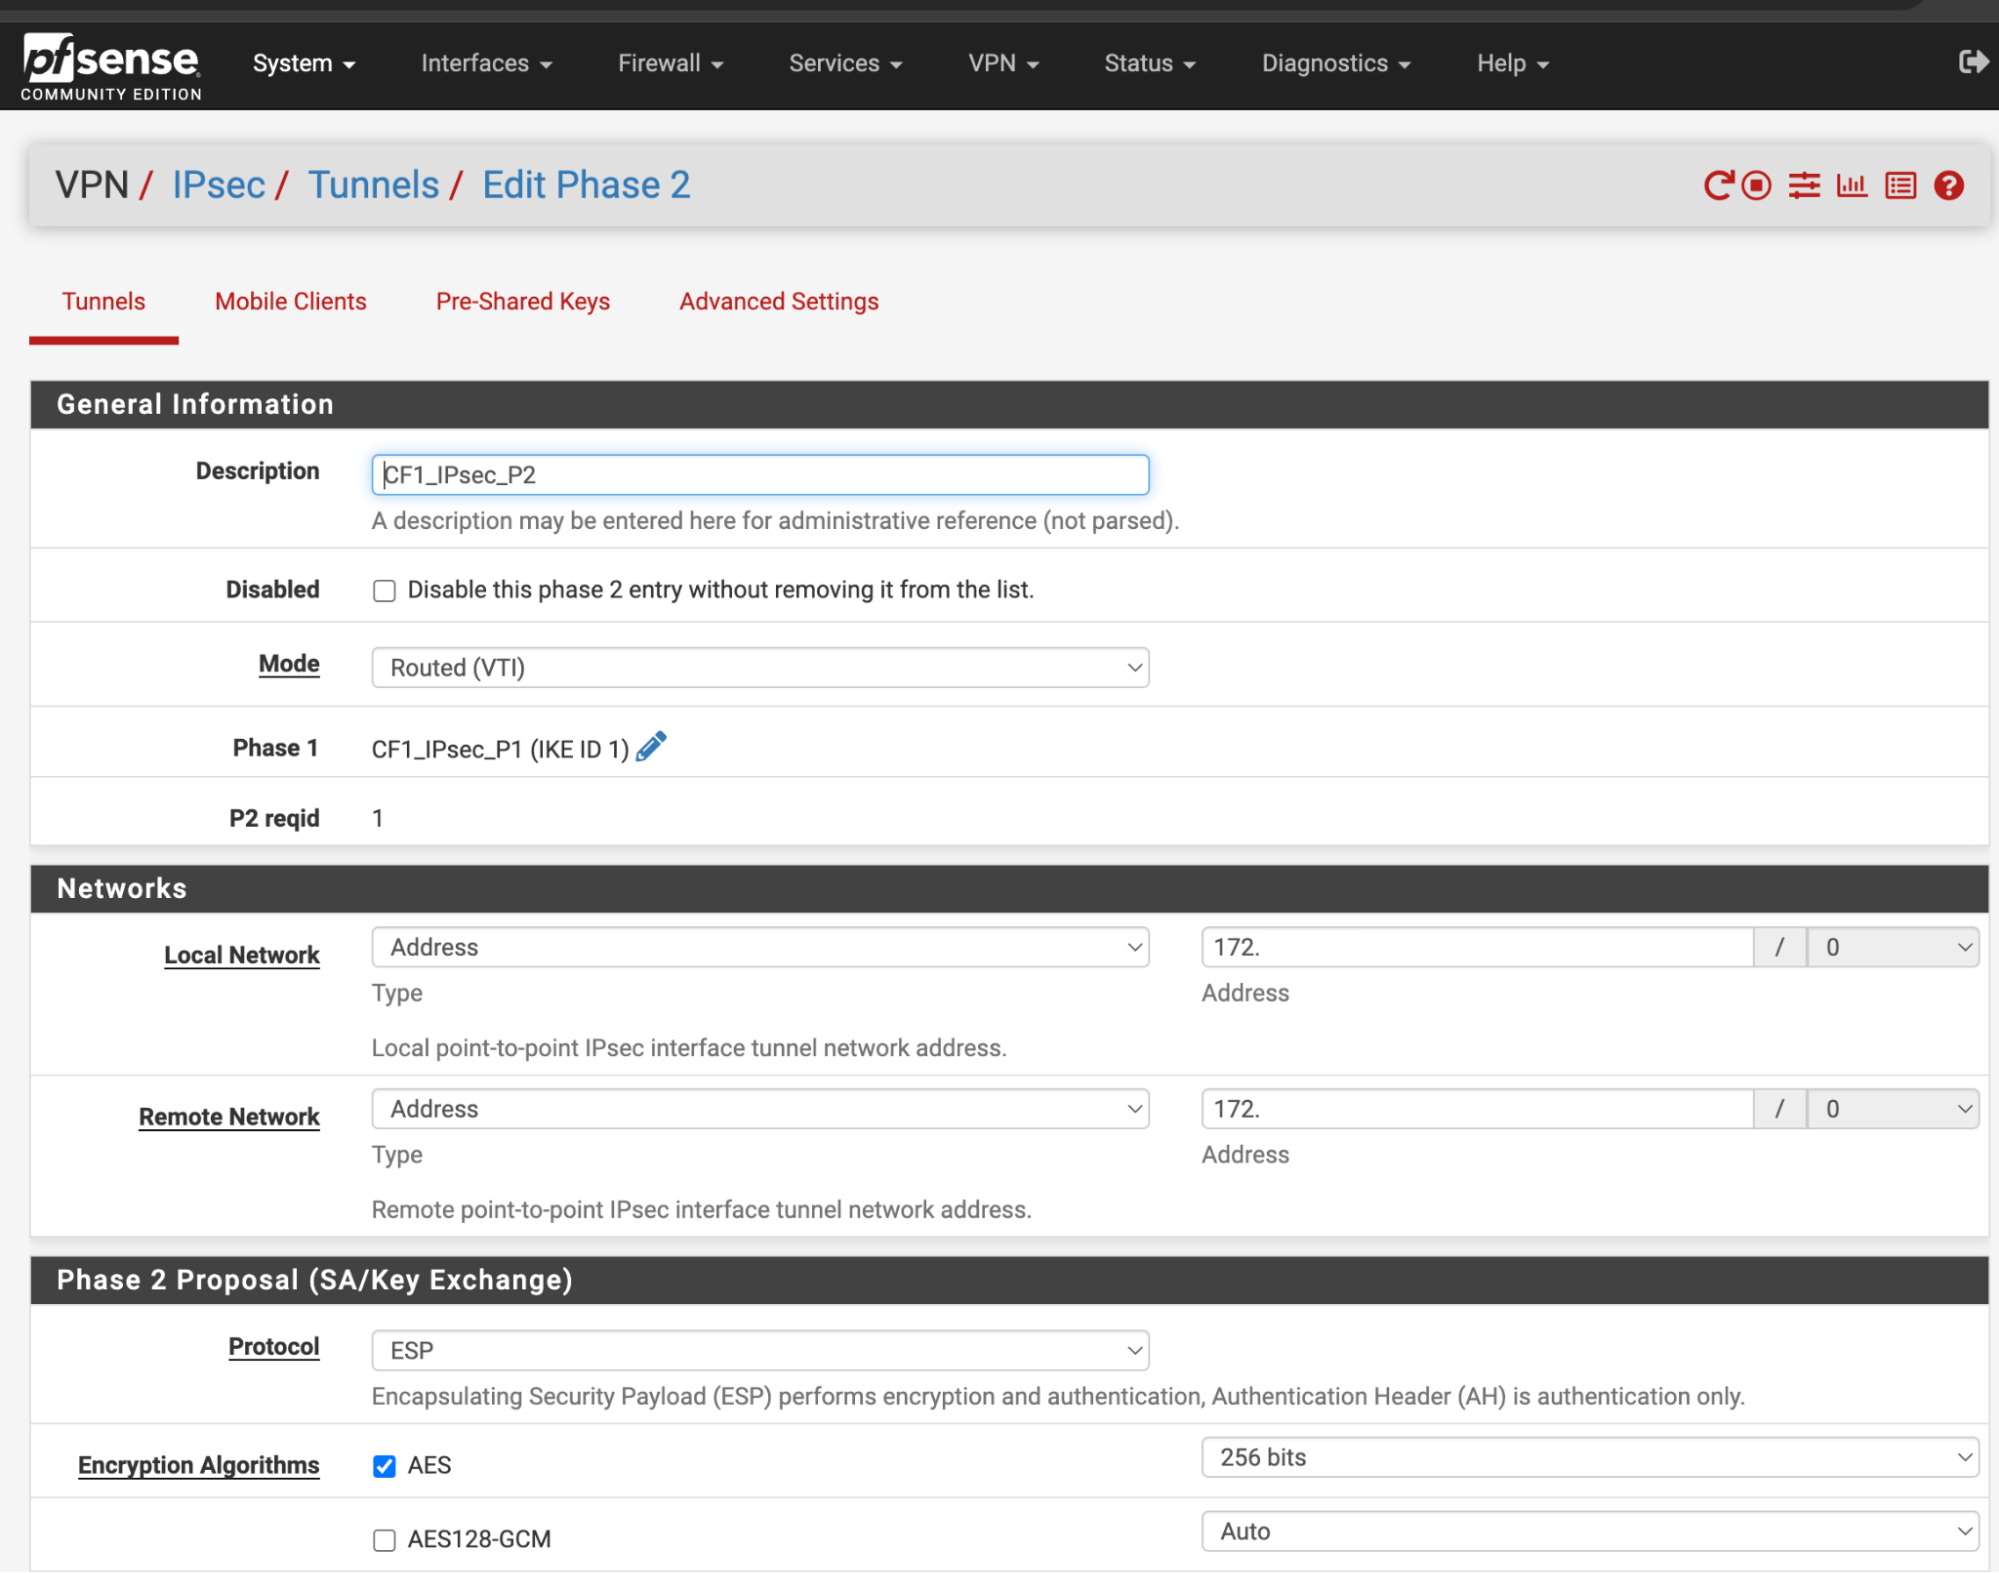 pfsense
COMMUNITY EDITION
System Interfaces Firewall Services VPN Status Diagnostics Help
VPN / IPsec / Tunnels / Edit Phase 2
Tunnels Mobile Clients Pre-Shared Keys Advanced Settings
General Information
Description CF1_IPsec_P2
A description may be entered here for administrative reference (not parsed).
Disabled Disable this phase 2 entry without removing it from the list.
Mode Routed (VTI)
Phase 1 CF1_IPsec_P1 (IKE ID 1)
P2 reqid 1
Networks
Local Network Address 172. / 0
Type Address
Local point-to-point IPsec interface tunnel network address.
Remote Network Address 172. / 0
Type Address
Remote point-to-point IPsec interface tunnel network address.
Phase 2 Proposal (SA/Key Exchange)
Protocol ESP
Encapsulating Security Payload (ESP) performs encryption and authentication, Authentication Header (AH) is authentication only.
Encryption Algorithms AES 256 bits
AES128-GCM Auto